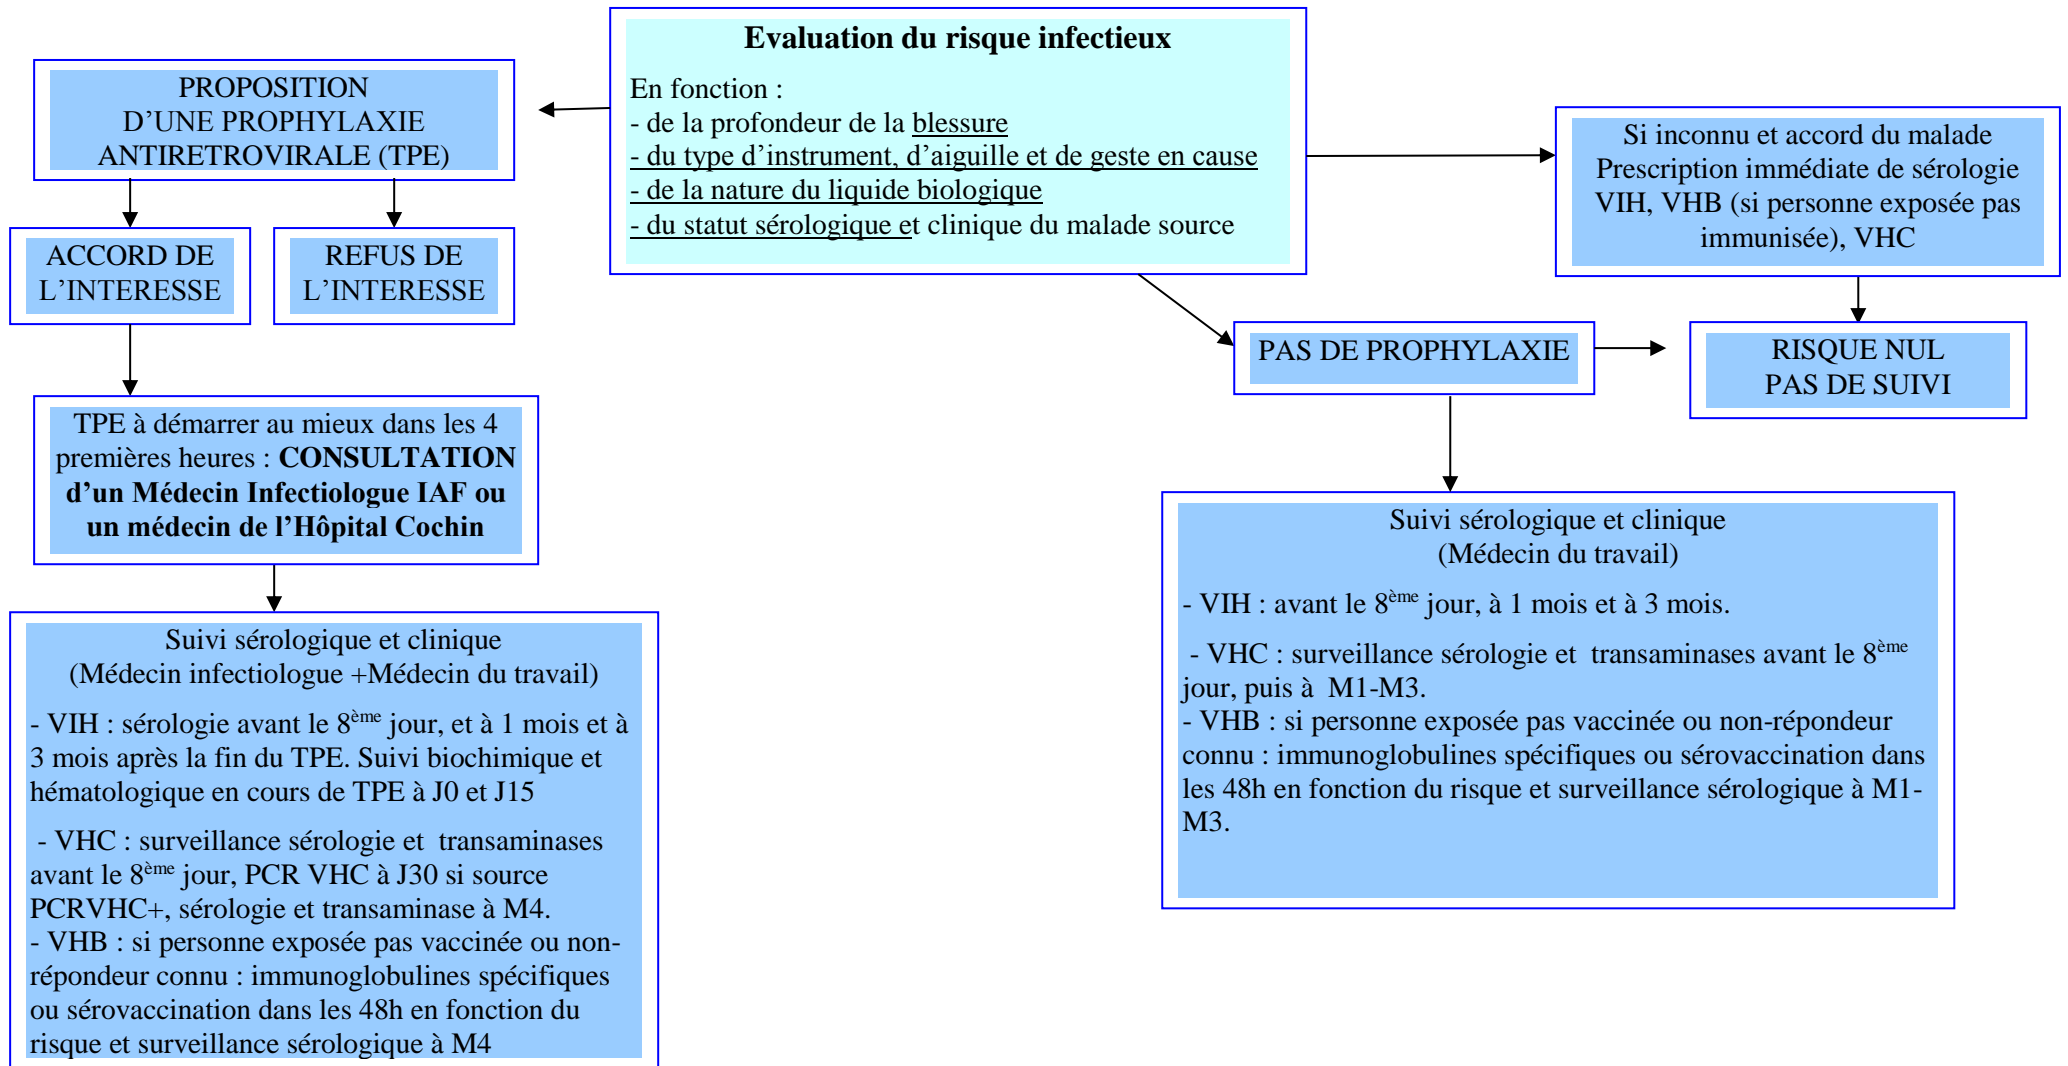 Evaluation du risque infectieux
En fonction :
- de la profondeur de la blessure
- du type d’instrument, d’aiguille et de geste en cause
- de la nature du liquide biologique
- du statut sérologique et clinique du malade source
PROPOSITION
D’UNE PROPHYLAXIE
ANTIRETROVIRALE (TPE)
Si inconnu et accord du malade
Prescription immédiate de sérologie
VIH, VHB (si personne exposée pas
immunisée), VHC
ACCORD DE
L’INTERESSE
REFUS DE
L’INTERESSE
PAS DE PROPHYLAXIE
RISQUE NUL
PAS DE SUIVI
TPE à démarrer au mieux dans les 4
premières heures : CONSULTATION
d’un Médecin Infectiologue IAF ou
un médecin de l’Hôpital Cochin
Suivi sérologique et clinique
(Médecin du travail)
- VIH : avant le 8ème jour, à 1 mois et à 3 mois.
- VHC : surveillance sérologie et transaminases avant le 8ème
jour, puis à M1-M3.
- VHB : si personne exposée pas vaccinée ou non-répondeur
connu : immunoglobulines spécifiques ou sérovaccination dans
les 48h en fonction du risque et surveillance sérologique à M1-
M3.
Suivi sérologique et clinique
(Médecin infectiologue +Médecin du travail)
- VIH : sérologie avant le 8ème jour, et à 1 mois et à
3 mois après la fin du TPE. Suivi biochimique et
hématologique en cours de TPE à J0 et J15
- VHC : surveillance sérologie et transaminases
avant le 8ème jour, PCR VHC à J30 si source
PCRVHC+, sérologie et transaminase à M4.
- VHB : si personne exposée pas vaccinée ou non-
répondeur connu : immunoglobulines spécifiques
ou sérovaccination dans les 48h en fonction du
risque et surveillance sérologique à M4